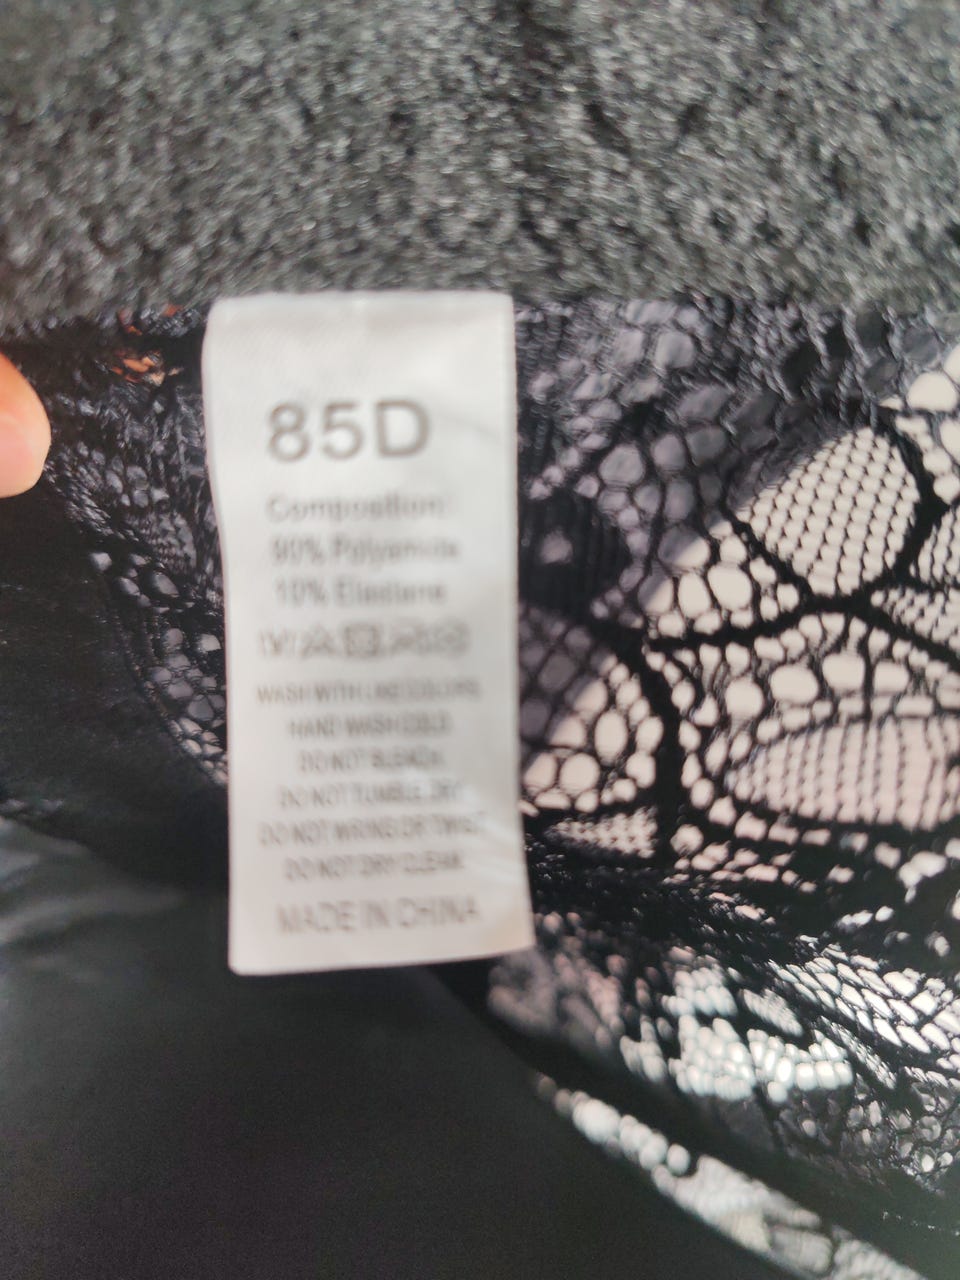 85D
Composition:
90% Polyamide
10% Elastane
WASH WITH LIKE COLORS
HAND WASH COLD
DO NOT BLEACH
DO NOT TUMBLE DRY
DO NOT WRING OR TWIST
DO NOT DRY CLEAN
MADE IN CHINA